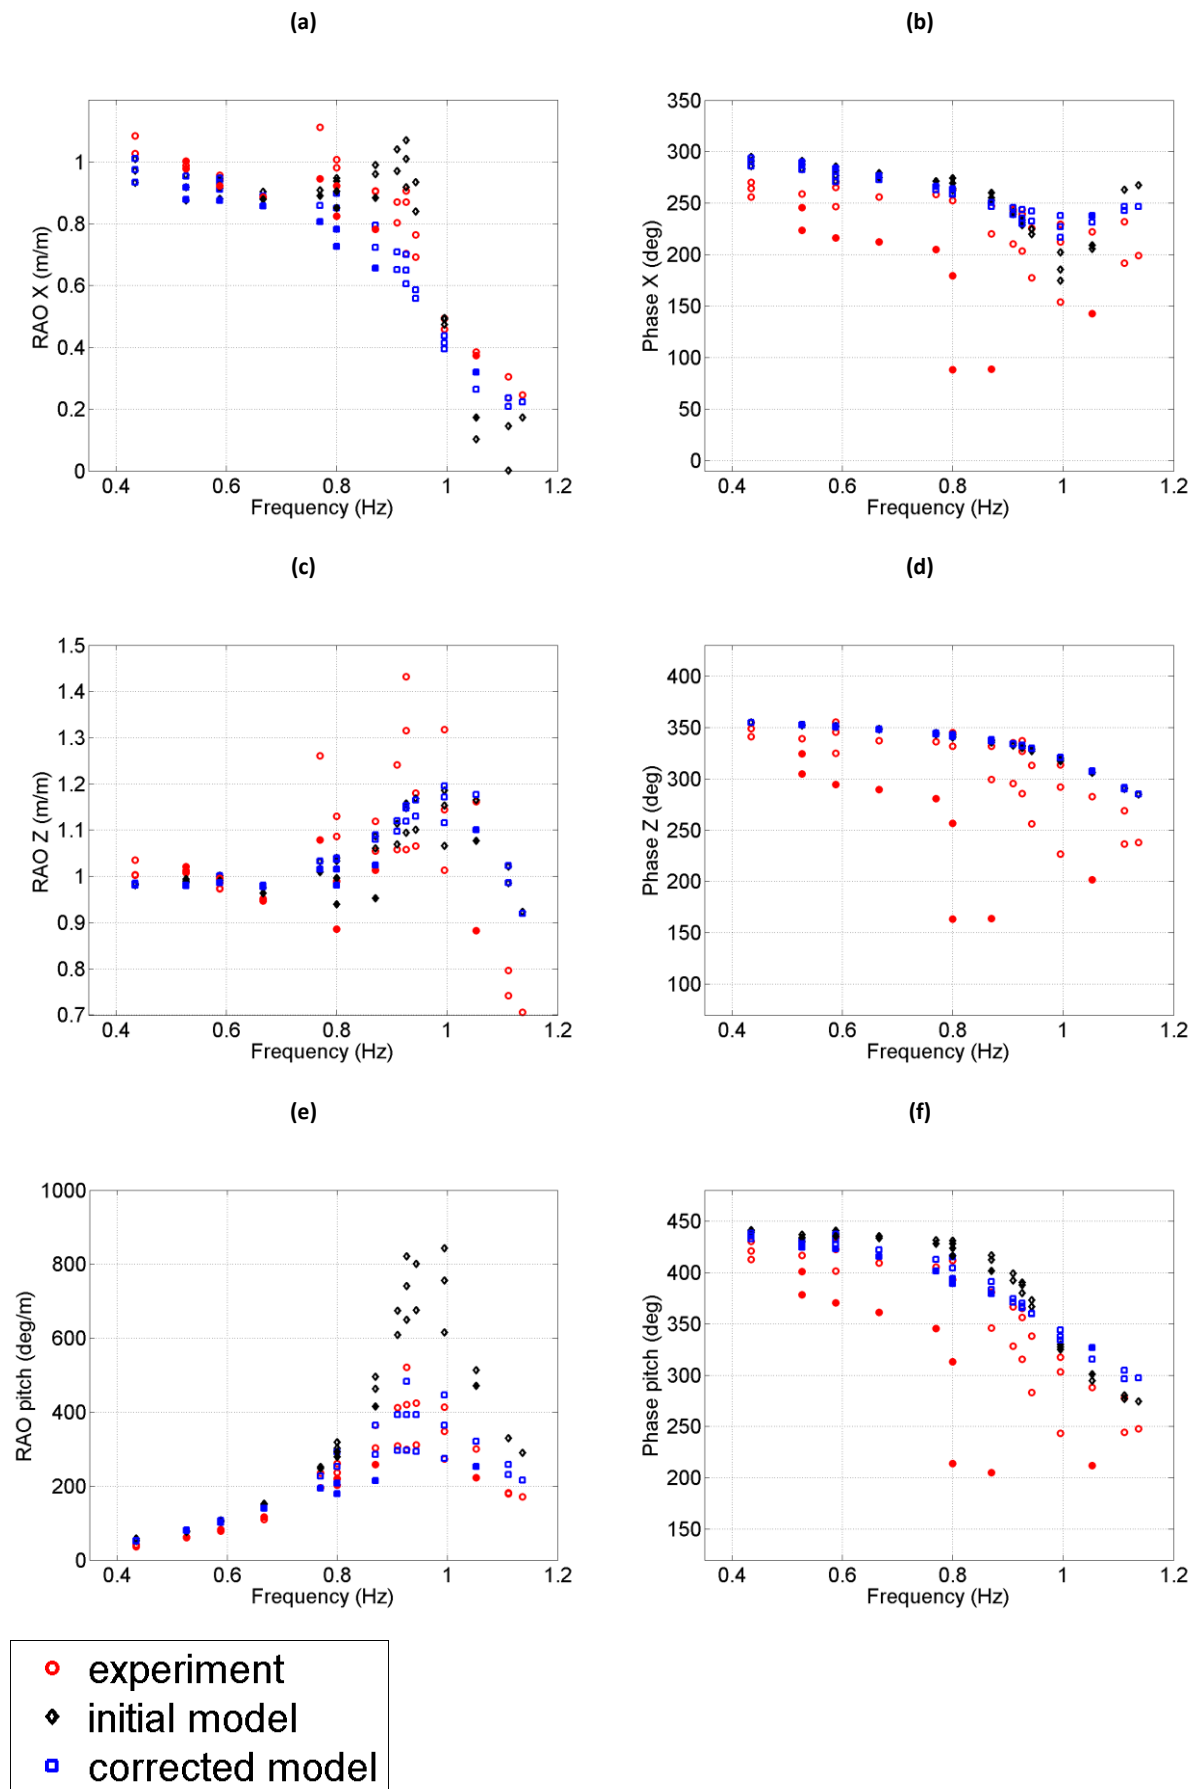 (a)
(b)
RAO X (m/m)
1
0.8
0.6
0.4
0.2
0
0.4 0.6 0.8 1 1.2
Frequency (Hz)
Phase X (deg)
350
300
250
200
150
100
50
0
0.4 0.6 0.8 1 1.2
Frequency (Hz)
(c)
(d)
RAO Z (m/m)
1.5
1.4
1.3
1.2
1.1
1
0.9
0.8
0.7
0.4 0.6 0.8 1 1.2
Frequency (Hz)
Phase Z (deg)
400
350
300
250
200
150
100
0.4 0.6 0.8 1 1.2
Frequency (Hz)
(e)
(f)
RAO pitch (deg/m)
1000
800
600
400
200
0
0.4 0.6 0.8 1 1.2
Frequency (Hz)
Phase pitch (deg)
450
400
350
300
250
200
150
0.4 0.6 0.8 1 1.2
Frequency (Hz)
experiment
initial model
corrected model